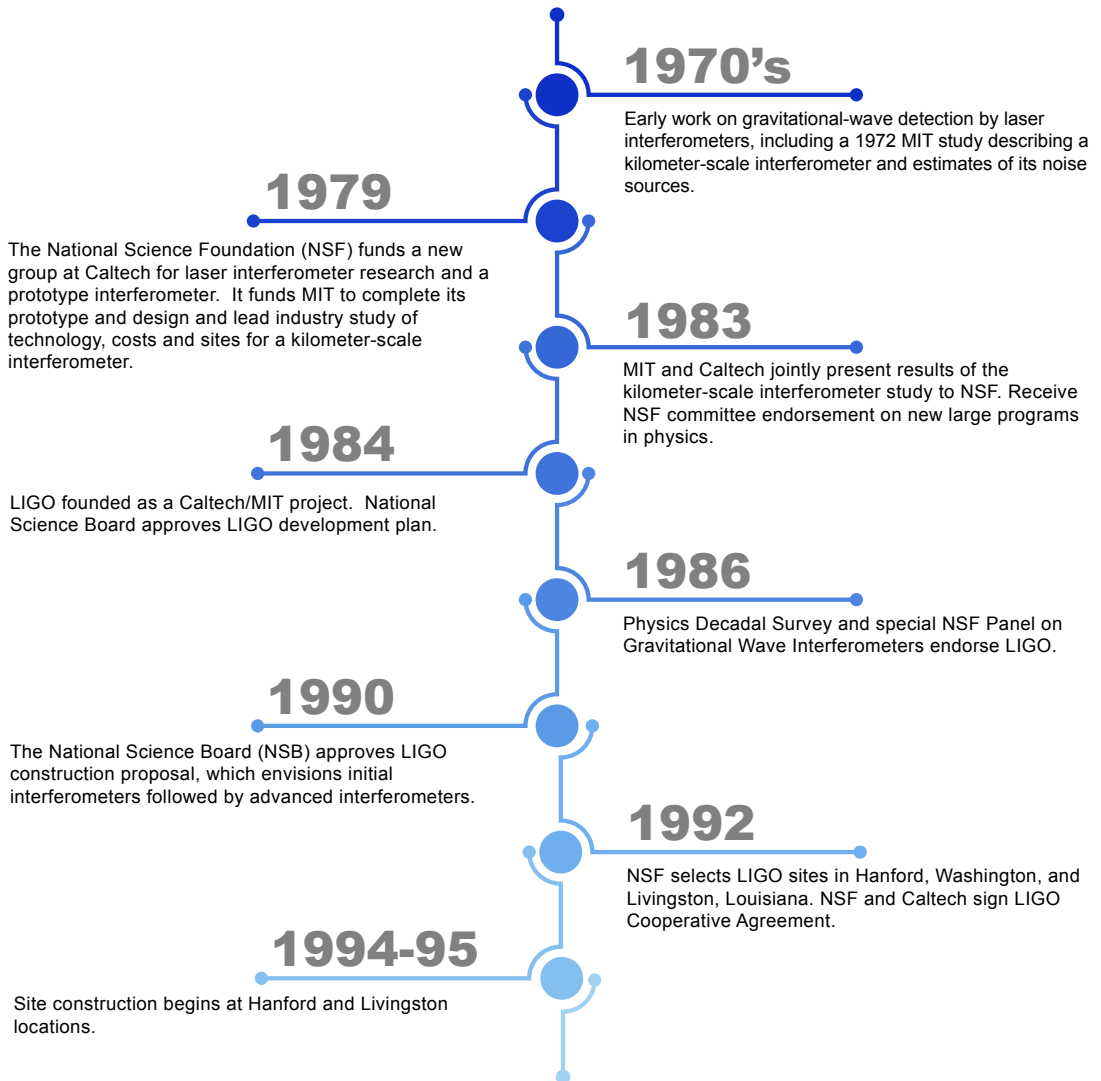 1970’s
Early work on gravitational-wave detection by laser
interferometers, including a 1972 MIT study describing a
kilometer-scale interferometer and estimates of its noise
sources.
1979
The National Science Foundation (NSF) funds a new
group at Caltech for laser interferometer research and a
prototype interferometer.  It funds MIT to complete its
prototype and design and lead industry study of
technology, costs and sites for a kilometer-scale
interferometer.
1983
MIT and Caltech jointly present results of the
kilometer-scale interferometer study to NSF. Receive
NSF committee endorsement on new large programs
in physics.
1984
LIGO founded as a Caltech/MIT project.  National
Science Board approves LIGO development plan.
1986
Physics Decadal Survey and special NSF Panel on
Gravitational Wave Interferometers endorse LIGO.
1990
The National Science Board (NSB) approves LIGO
construction proposal, which envisions initial
interferometers followed by advanced interferometers.
1992
NSF selects LIGO sites in Hanford, Washington, and
Livingston, Louisiana. NSF and Caltech sign LIGO
Cooperative Agreement.
1994-95
Site construction begins at Hanford and Livingston
locations.